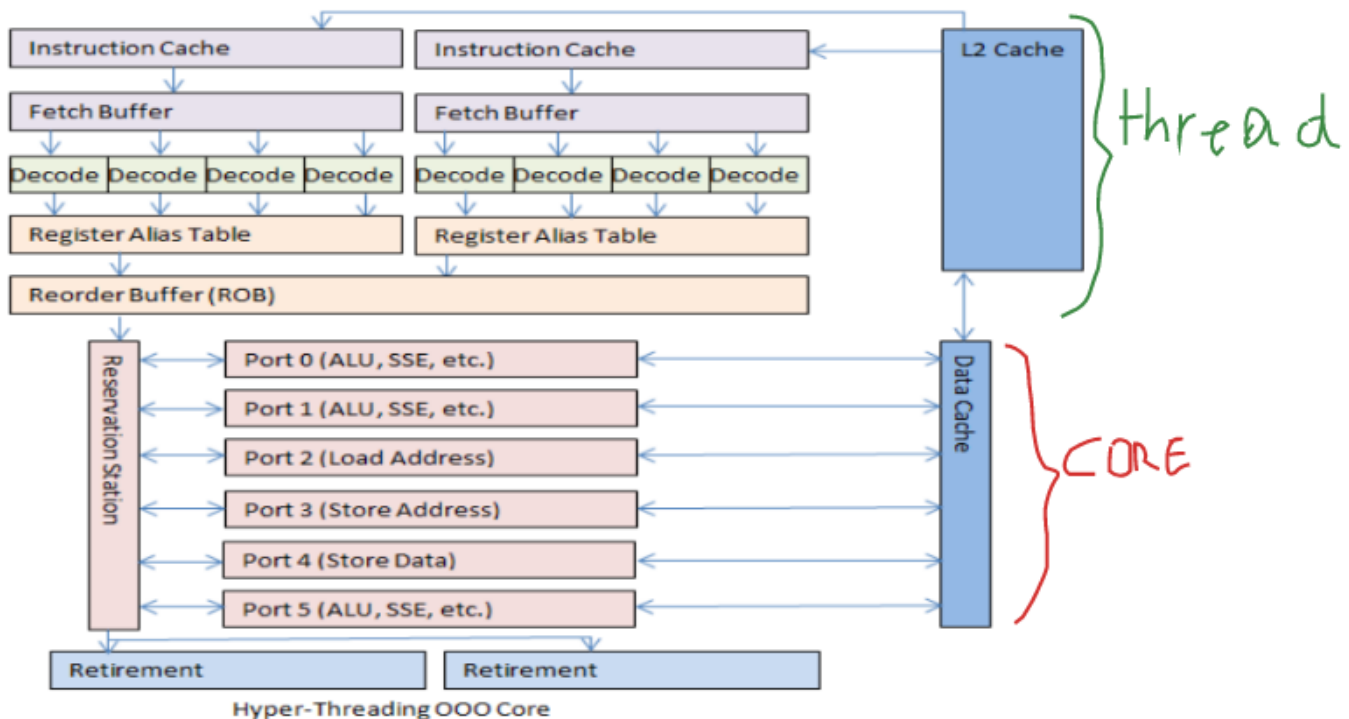 Instruction Cache
Instruction Cache
L2 Cache
thread
Fetch Buffer
Fetch Buffer
Decode Decode Decode Decode
Decode Decode Decode Decode
Register Alias Table
Register Alias Table
Reorder Buffer (ROB)
Reservation Station
Port 0 (ALU, SSE, etc.)
Port 1 (ALU, SSE, etc.)
Port 2 (Load Address)
Port 3 (Store Address)
Port 4 (Store Data)
Port 5 (ALU, SSE, etc.)
Data Cache
CORE
Retirement
Retirement
Hyper-Threading OOO Core